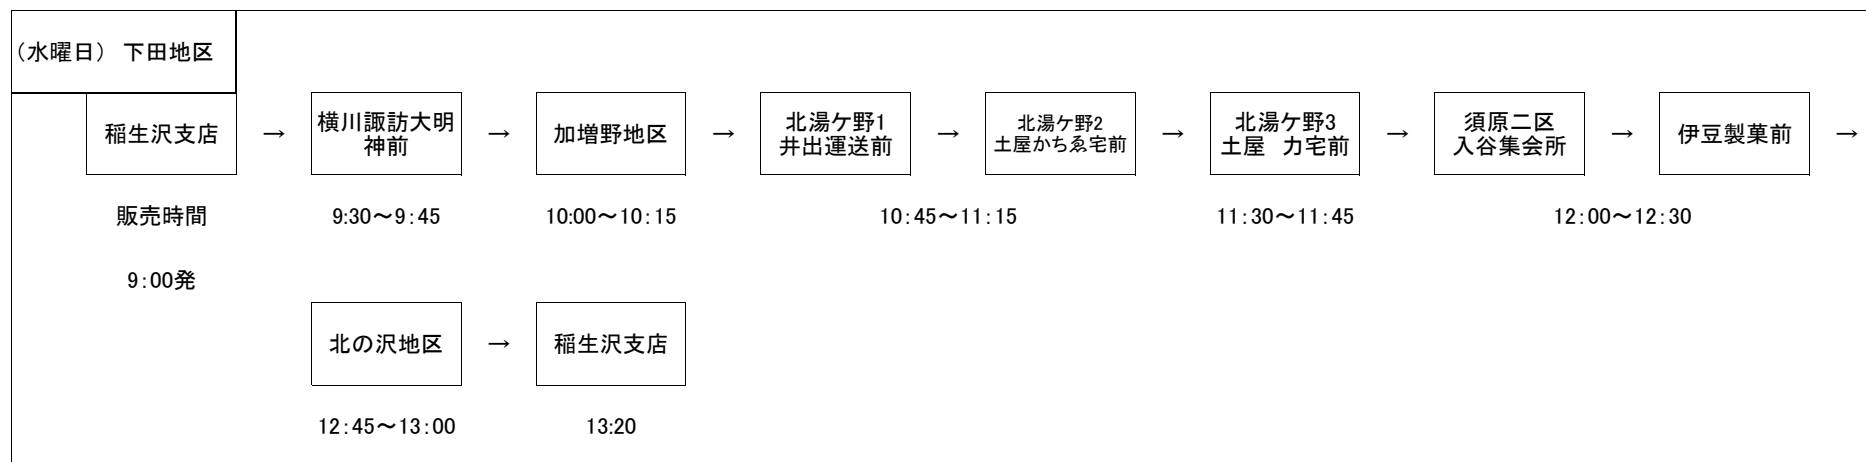 （水曜日） 下田地区
稲生沢支店
→
横川諏訪大明
神前
→
加増野地区
→
北湯ケ野1
井出運送前
→
北湯ケ野2
土屋かちゑ宅前
→
北湯ケ野3
土屋　力宅前
→
須原二区
入谷集会所
→
伊豆製菓前
→
販売時間
9:30～9:45
10:00～10:15
10:45～11:15
11:30～11:45
12:00～12:30
9:00発
北の沢地区
→
稲生沢支店
12:45～13:00
13:20